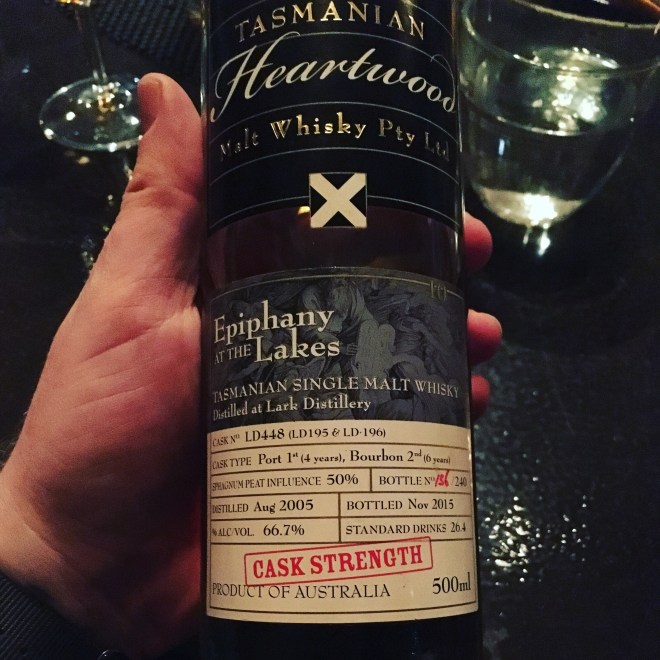 TASMANIAN
Heartwood
Malt Whisky Pty Ltd
Epiphany
AT THE Lakes
TASMANIAN SINGLE MALT WHISKY
Distilled at Lark Distillery
CASK Nº LD448 (LD195 & LD-196)
CASK TYPE Port 1st (4 years), Bourbon 2nd (6 years)
SPHAGNUM PEAT INFLUENCE 50% BOTTLE Nº 156 /240
DISTILLED Aug 2005 BOTTLED Nov 2015
% ALC/VOL 66.7% STANDARD DRINKS 26.4
CASK STRENGTH
PRODUCT OF AUSTRALIA 500ml